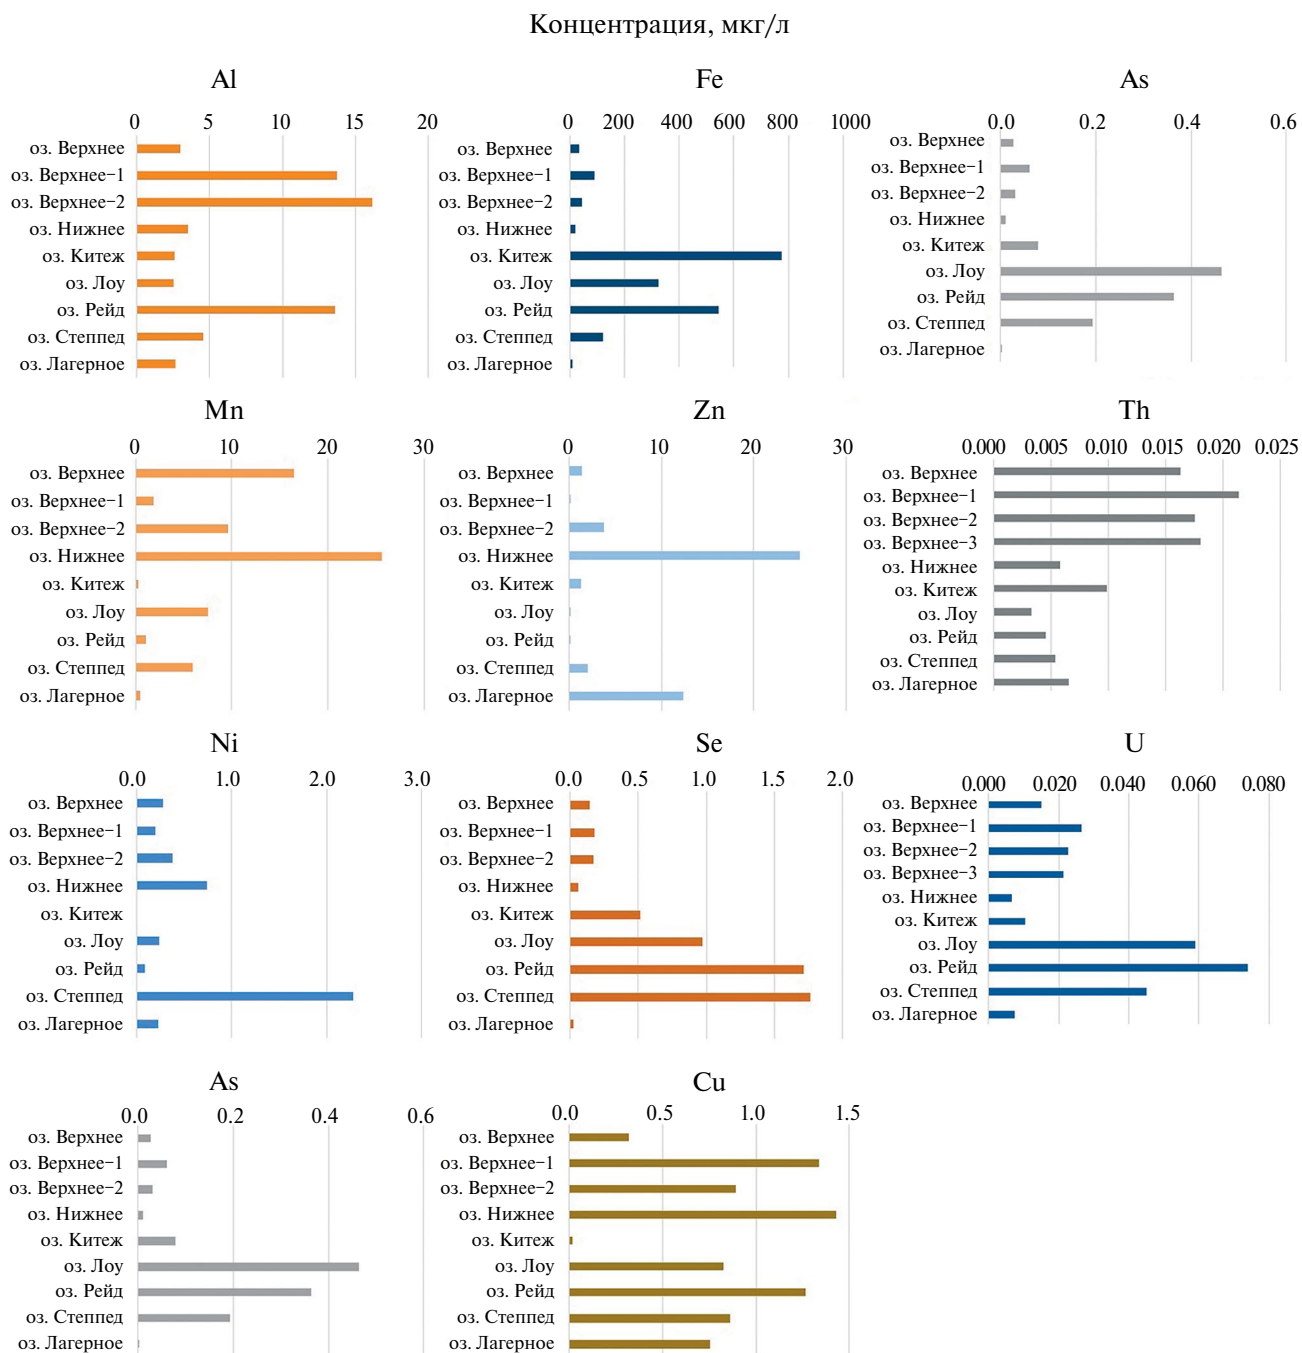 Концентрация, мкг/л
Al
0 5 10 15 20
оз. Верхнее
оз. Верхнее−1
оз. Верхнее−2
оз. Нижнее
оз. Китеж
оз. Лоу
оз. Рейд
оз. Степпед
оз. Лагерное
Fe
0 200 400 600 800 1000
оз. Верхнее
оз. Верхнее−1
оз. Верхнее−2
оз. Нижнее
оз. Китеж
оз. Лоу
оз. Рейд
оз. Степпед
оз. Лагерное
As
0.0 0.2 0.4 0.6
оз. Верхнее
оз. Верхнее−1
оз. Верхнее−2
оз. Нижнее
оз. Китеж
оз. Лоу
оз. Рейд
оз. Степпед
оз. Лагерное
Mn
0 10 20 30
оз. Верхнее
оз. Верхнее−1
оз. Верхнее−2
оз. Нижнее
оз. Китеж
оз. Лоу
оз. Рейд
оз. Степпед
оз. Лагерное
Zn
0 10 20 30
оз. Верхнее
оз. Верхнее−1
оз. Верхнее−2
оз. Нижнее
оз. Китеж
оз. Лоу
оз. Рейд
оз. Степпед
оз. Лагерное
Th
0.000 0.005 0.010 0.015 0.020 0.025
оз. Верхнее
оз. Верхнее−1
оз. Верхнее−2
оз. Верхнее−3
оз. Нижнее
оз. Китеж
оз. Лоу
оз. Рейд
оз. Степпед
оз. Лагерное
Ni
0.0 1.0 2.0 3.0
оз. Верхнее
оз. Верхнее−1
оз. Верхнее−2
оз. Нижнее
оз. Китеж
оз. Лоу
оз. Рейд
оз. Степпед
оз. Лагерное
Se
0.0 0.5 1.0 1.5 2.0
оз. Верхнее
оз. Верхнее−1
оз. Верхнее−2
оз. Нижнее
оз. Китеж
оз. Лоу
оз. Рейд
оз. Степпед
оз. Лагерное
U
0.000 0.020 0.040 0.060 0.080
оз. Верхнее
оз. Верхнее−1
оз. Верхнее−2
оз. Верхнее−3
оз. Нижнее
оз. Китеж
оз. Лоу
оз. Рейд
оз. Степпед
оз. Лагерное
As
0.0 0.2 0.4 0.6
оз. Верхнее
оз. Верхнее−1
оз. Верхнее−2
оз. Нижнее
оз. Китеж
оз. Лоу
оз. Рейд
оз. Степпед
оз. Лагерное
Cu
0.0 0.5 1.0 1.5
оз. Верхнее
оз. Верхнее−1
оз. Верхнее−2
оз. Нижнее
оз. Китеж
оз. Лоу
оз. Рейд
оз. Степпед
оз. Лагерное